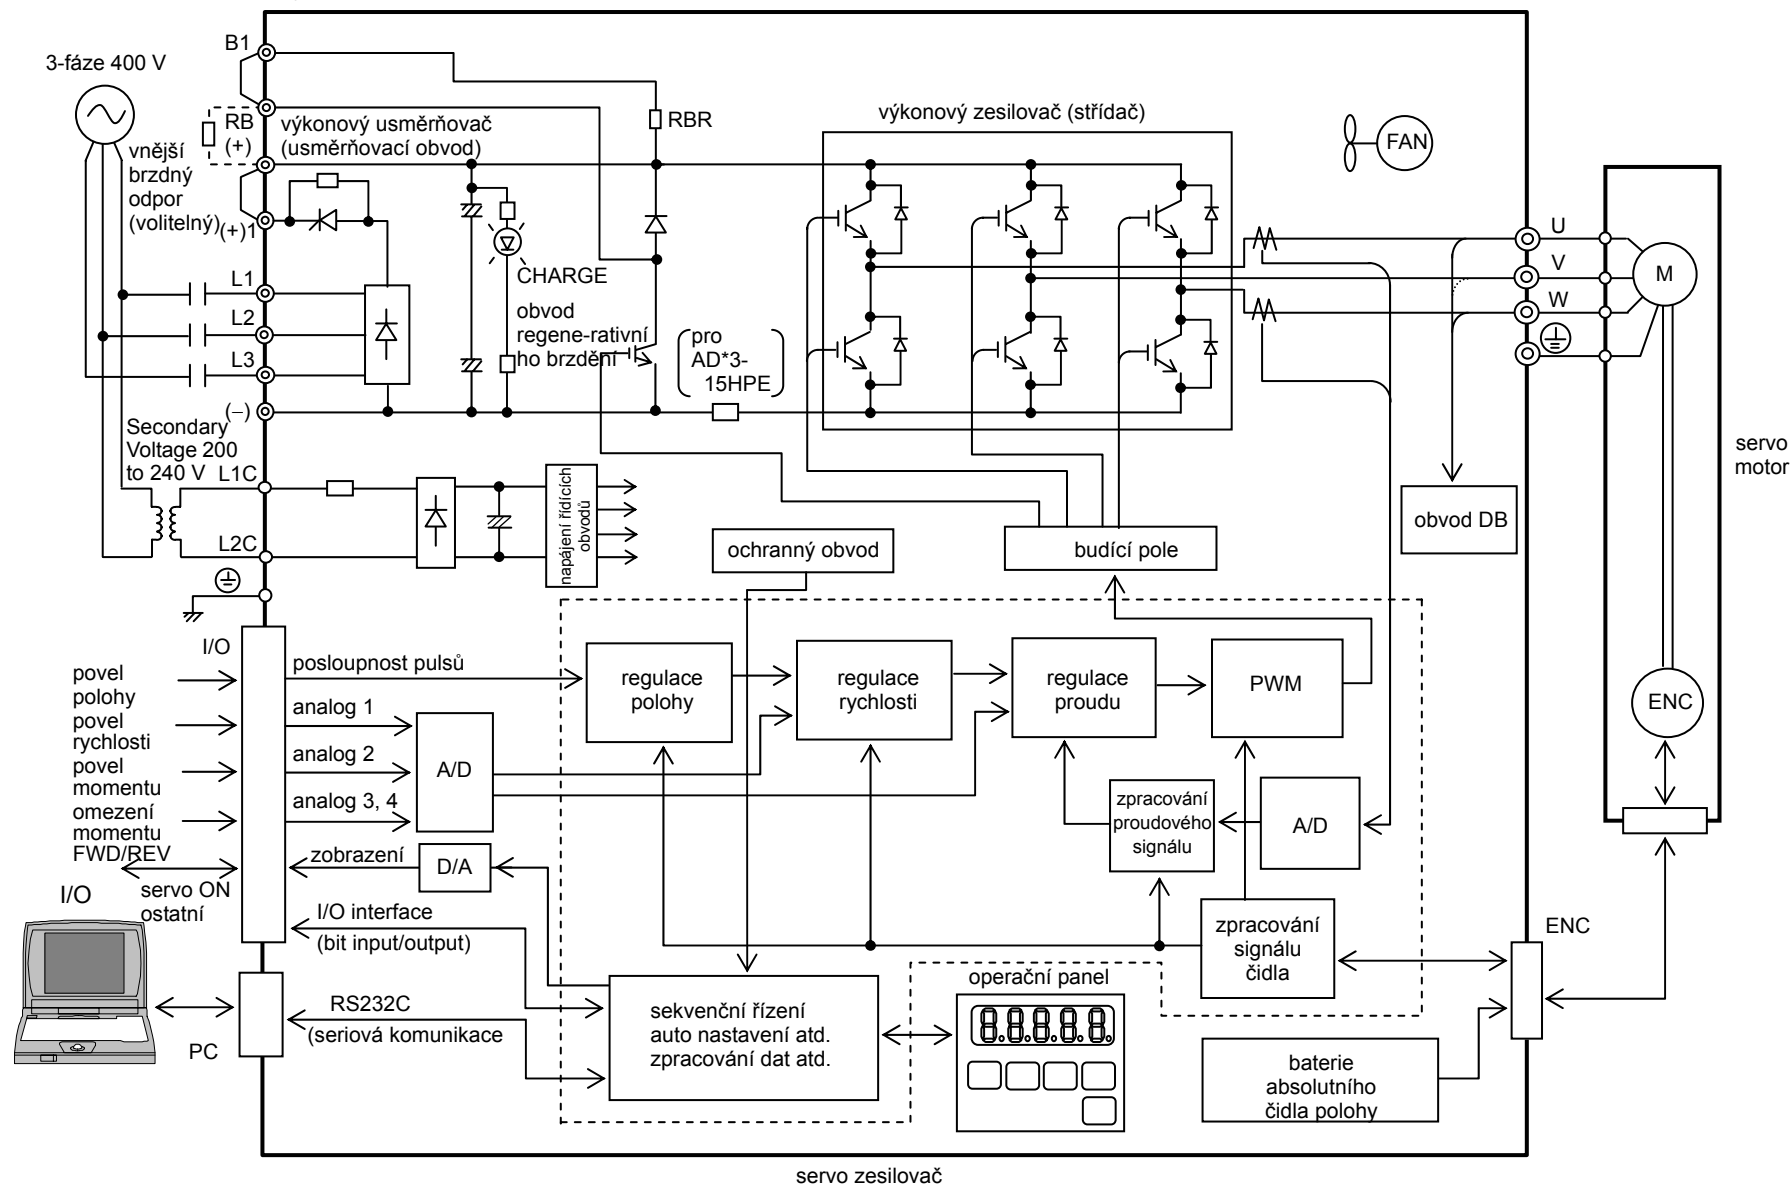 B1
3-fáze 400 V
RB
(+)
výkonový usměrňovač
(usměrňovací obvod)
RBR
výkonový zesilovač (střídač)
FAN
vnější
brzdný
odpor
(volitelný)
(+)1
CHARGE
U
V
W
M
L1
L2
L3
obvod
regene-rativní
ho brzdění
pro
AD*3-
15HPE
(−)
Secondary
Voltage 200
to 240 V
L1C
L2C
napájení řídících
obvodů
servo
motor
obvod DB
ochranný obvod
budící pole
I/O
povel
polohy
povel
rychlosti
povel
momentu
omezení
momentu
FWD/REV
servo ON
ostatní
posloupnost pulsů
analog 1
analog 2
analog 3, 4
zobrazení
A/D
D/A
regulace
polohy
regulace
rychlosti
regulace
proudu
PWM
ENC
zpracování
proudového
signálu
A/D
I/O
I/O interface
(bit input/output)
zpracování
signálu
čidla
ENC
operační panel
8.8.8.8.8.
RS232C
(seriová komunikace
PC
sekvenční řízení
auto nastavení atd.
zpracování dat atd.
baterie
absolutního
čidla polohy
servo zesilovač